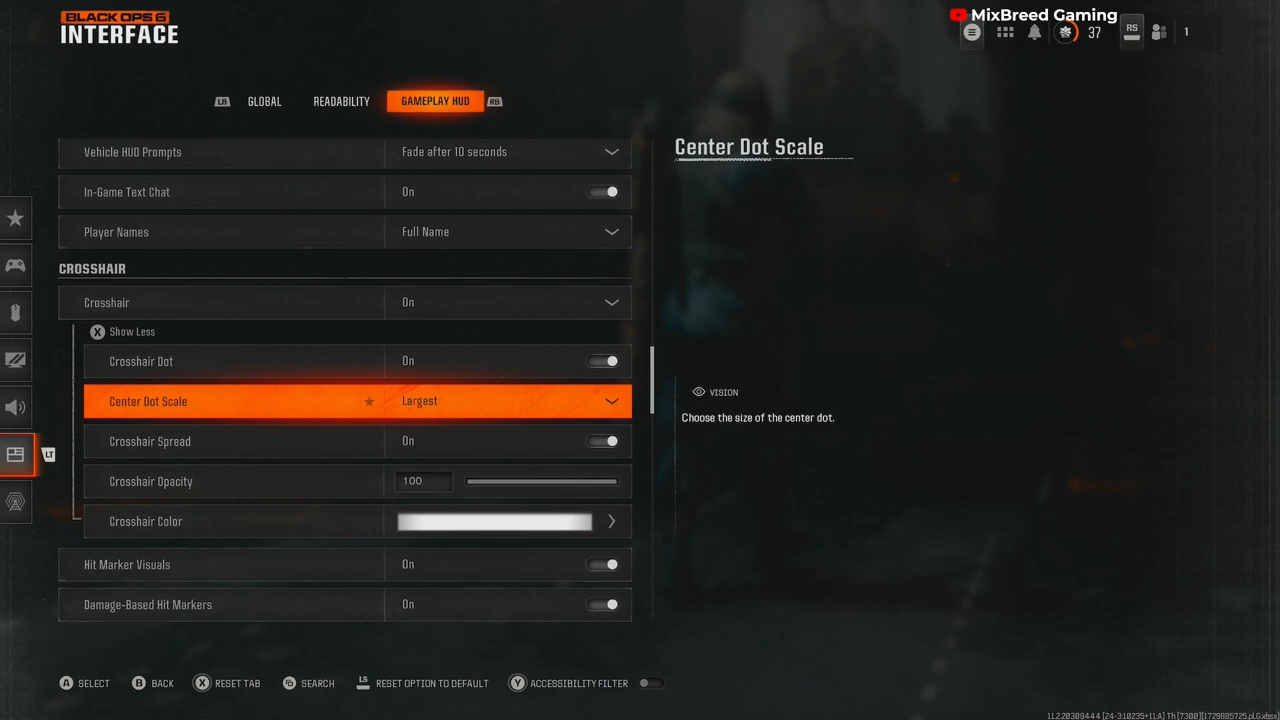 BLACK OPS 6
INTERFACE
MixBreed Gaming
37
RS
1
LB GLOBAL READABILITY GAMEPLAY HUD RB
Vehicle HUD Prompts Fade after 10 seconds
In-Game Text Chat On
Player Names Full Name
CROSSHAIR
Crosshair On
X Show Less
Crosshair Dot On
Center Dot Scale Largest
Crosshair Spread On
Crosshair Opacity 100
Crosshair Color
Hit Marker Visuals On
Damage-Based Hit Markers On
LT
Center Dot Scale
VISION
Choose the size of the center dot.
A SELECT B BACK X RESET TAB SEARCH LS RESET OPTION TO DEFAULT Y ACCESSIBILITY FILTER